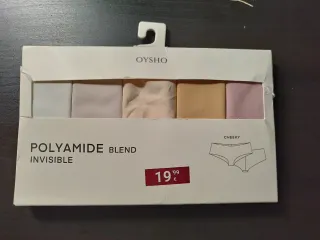 OYSHO
POLYAMIDE BLEND
INVISIBLE
CHEEKY
19,99
€